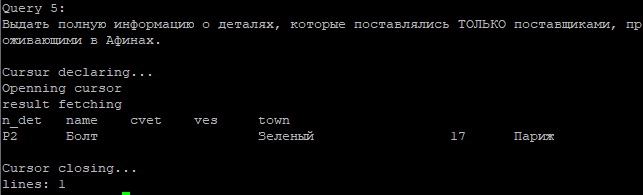 Query 5:
Выдать полную информацию о деталях, которые поставлялись ТОЛЬКО поставщиками, пр
оживающими в Афинах.
Cursur declaring...
Openning cursor
result fetching
n_det name cvet ves town
P2 Болт Зеленый 17 Париж
Cursor closing...
lines: 1